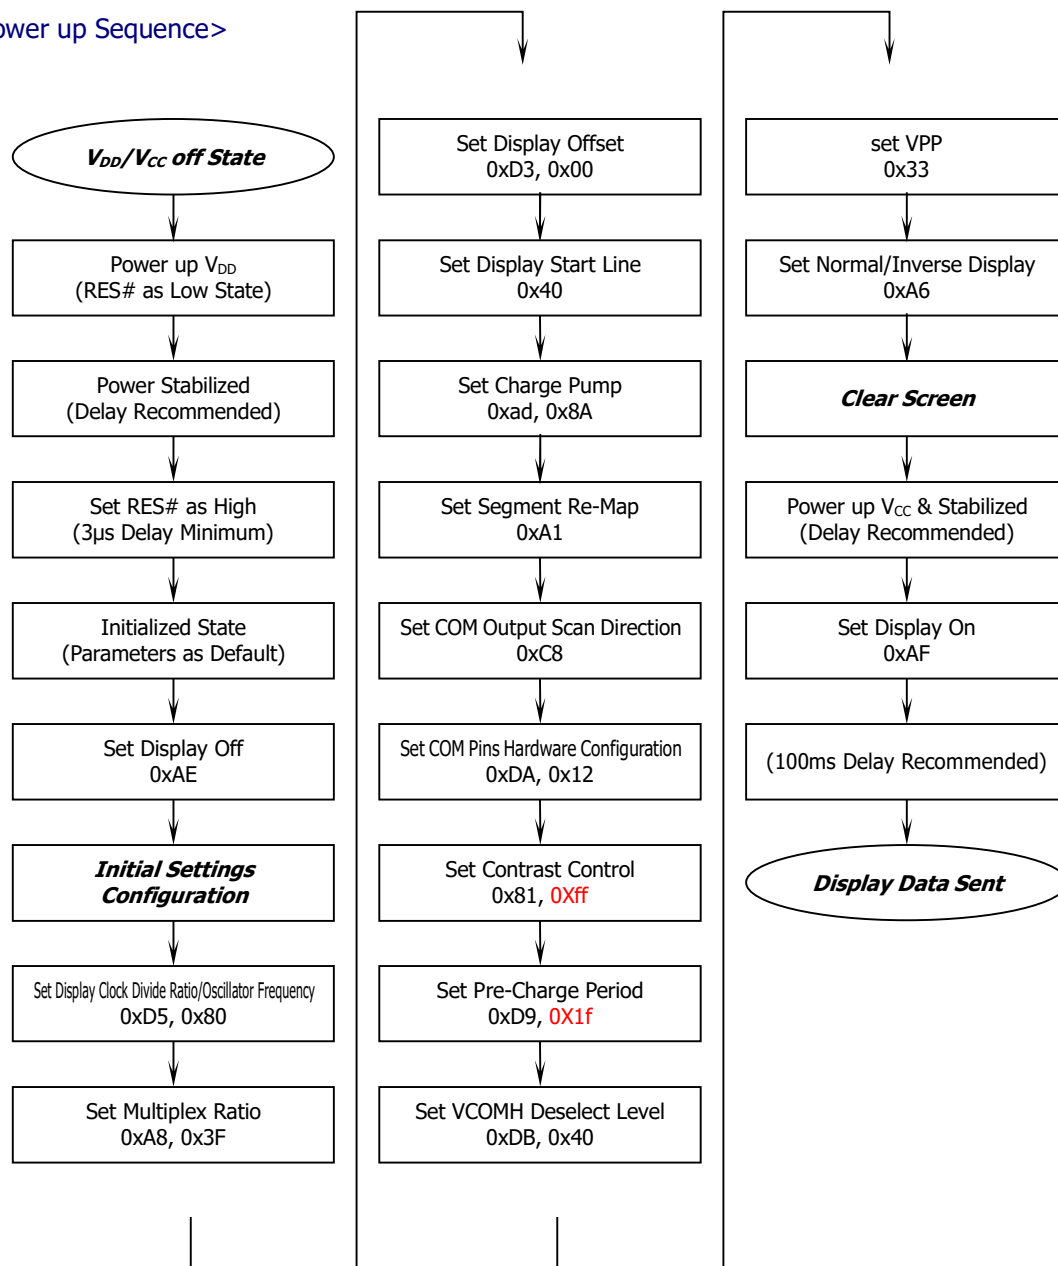 ower up Sequence>
VDD/VCC off State
Power up VDD
(RES# as Low State)
Power Stabilized
(Delay Recommended)
Set RES# as High
(3μs Delay Minimum)
Initialized State
(Parameters as Default)
Set Display Off
0xAE
Initial Settings
Configuration
Set Display Clock Divide Ratio/Oscillator Frequency
0xD5, 0x80
Set Multiplex Ratio
0xA8, 0x3F
Set Display Offset
0xD3, 0x00
Set Display Start Line
0x40
Set Charge Pump
0xad, 0x8A
Set Segment Re-Map
0xA1
Set COM Output Scan Direction
0xC8
Set COM Pins Hardware Configuration
0xDA, 0x12
Set Contrast Control
0x81, 0Xff
Set Pre-Charge Period
0xD9, 0X1f
Set VCOMH Deselect Level
0xDB, 0x40
set VPP
0x33
Set Normal/Inverse Display
0xA6
Clear Screen
Power up VCC & Stabilized
(Delay Recommended)
Set Display On
0xAF
(100ms Delay Recommended)
Display Data Sent